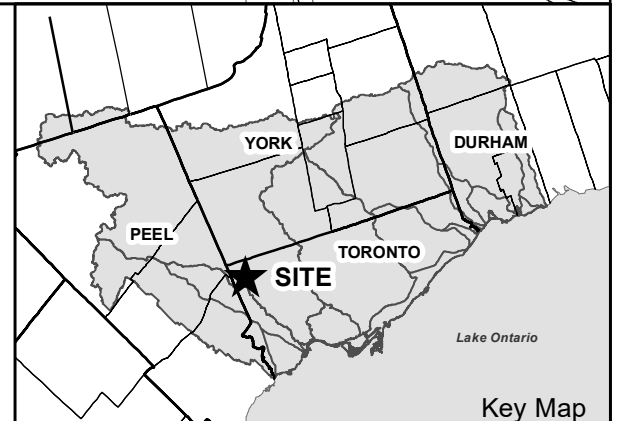 YORK
DURHAM
PEEL
TORONTO
SITE
Lake Ontario
Key Map